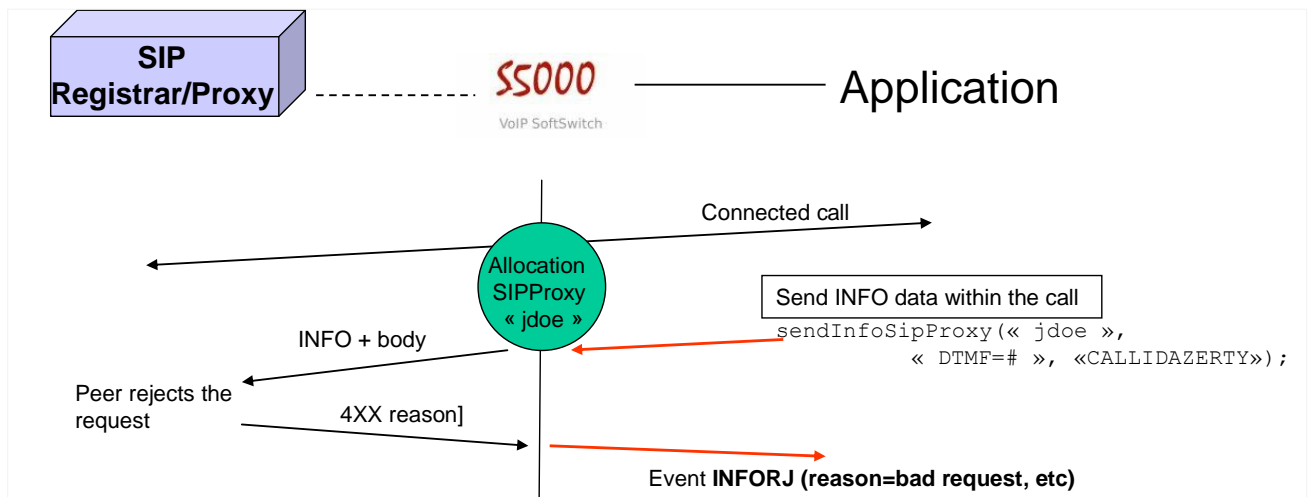 SIP
Registrar/Proxy
S5000
VoIP SoftSwitch
Application
Connected call
Allocation
SIPProxy
« jdoe »
Send INFO data within the call
sendInfoSipProxy(« jdoe »,
« DTMF=# », «CALLIDAZERTY»);
INFO + body
Peer rejects the
request
4XX reason]
Event INFORJ (reason=bad request, etc)